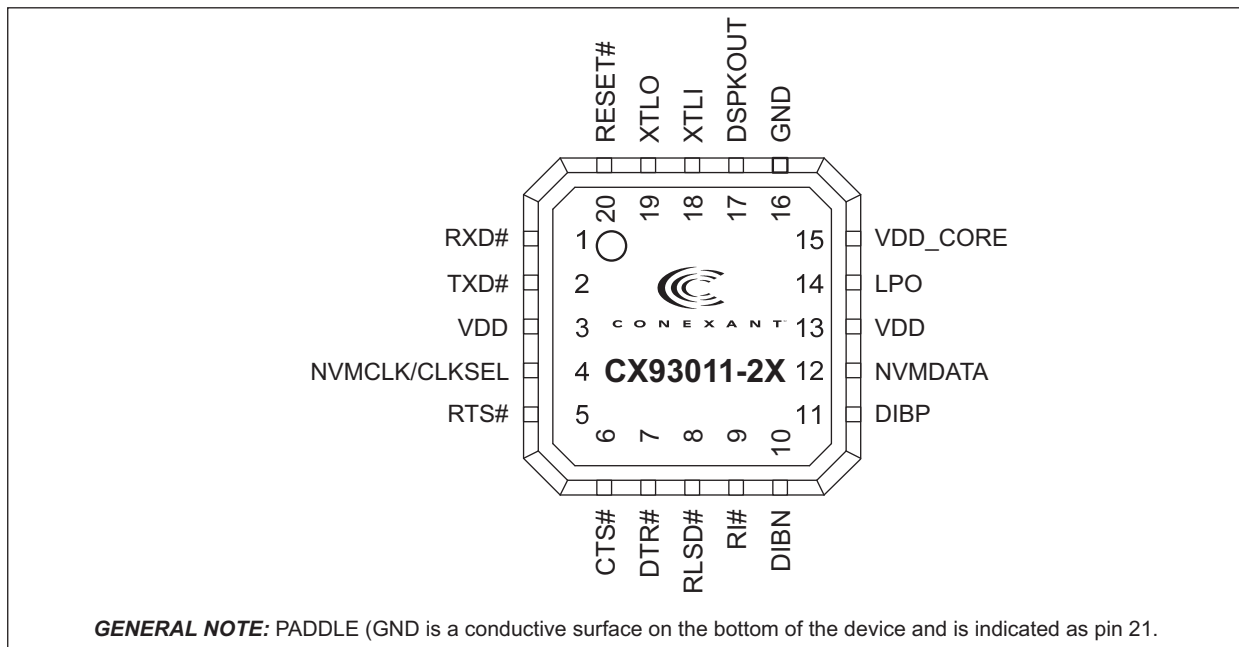 RESET#
XTLO
XTLI
DSPKOUT
GND
20
19
18
17
16
RXD# 1 15 VDD_CORE
TXD# 2 14 LPO
CONEXANT™
VDD 3 13 VDD
NVMCLK/CLKSEL 4 CX93011-2X 12 NVMDATA
RTS# 5 11 DIBP
6
7
8
9
10
CTS#
DTR#
RLSD#
RI#
DIBN
GENERAL NOTE: PADDLE (GND is a conductive surface on the bottom of the device and is indicated as pin 21.